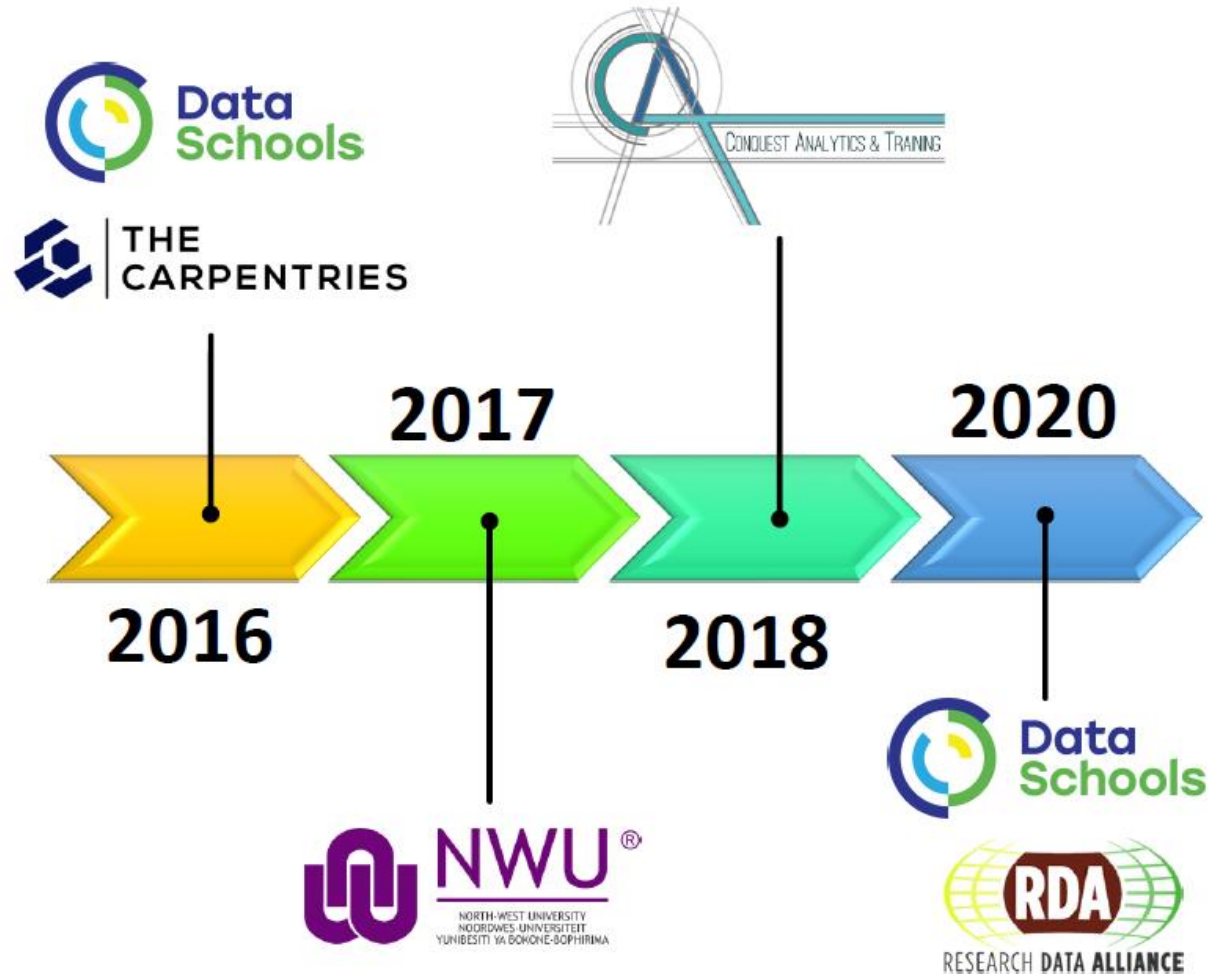 Data
Schools
THE
CARPENTRIES
CONQUEST ANALYTICS & TRAINING
2017
2020
2016
2018
NWU®
NORTH-WEST UNIVERSITY
NOORDWES-UNIVERSITEIT
YUNIBESITI YA BOKONE-BOPHIRIMA
Data
Schools
RDA
RESEARCH DATA ALLIANCE